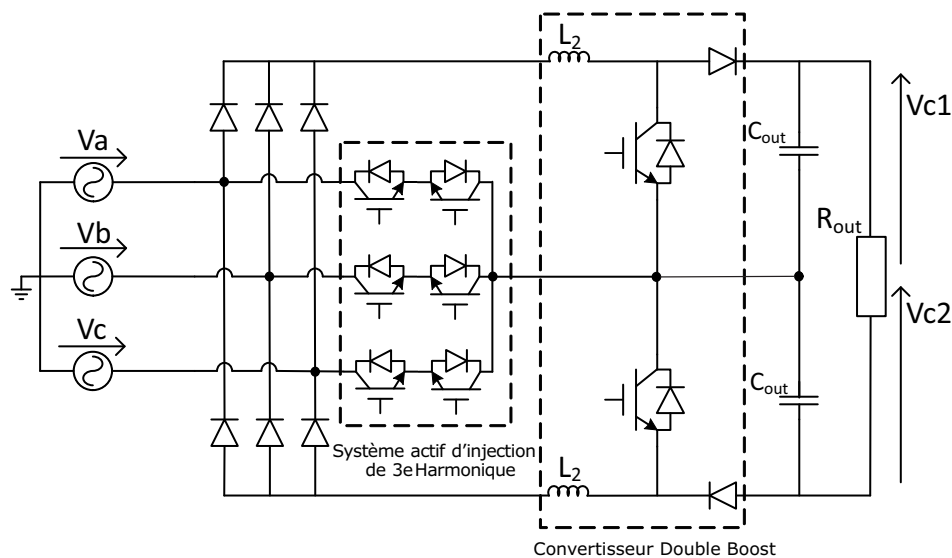 L2
Va
Vb
Vc
Cout
Vc1
Rout
Vc2
Cout
Système actif d'injection
de 3e Harmonique
L2
Convertisseur Double Boost